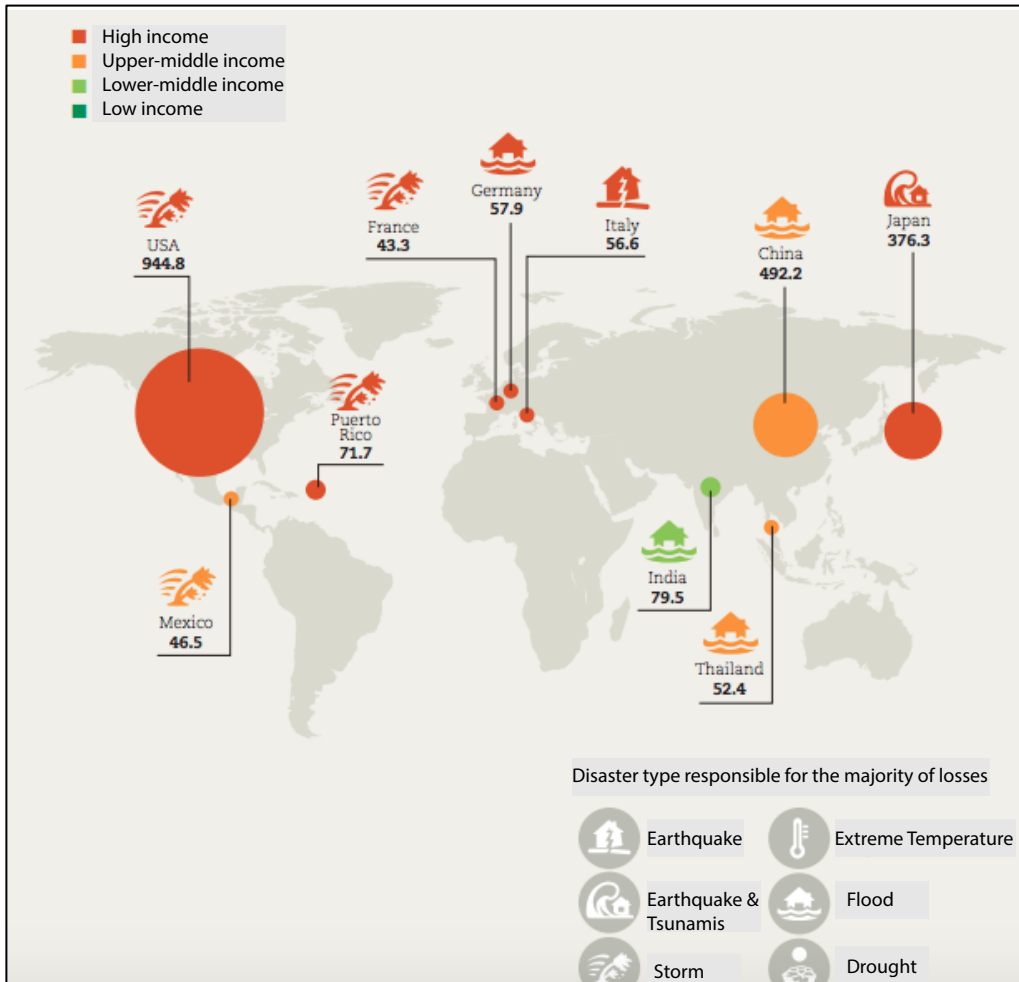 High income
Upper-middle income
Lower-middle income
Low income
USA
944.8
France
43.3
Germany
57.9
Italy
56.6
China
492.2
Japan
376.3
Puerto
Rico
71.7
Mexico
46.5
India
79.5
Thailand
52.4
Disaster type responsible for the majority of losses
Earthquake
Extreme Temperature
Earthquake &
Tsunamis
Flood
Storm
Drought